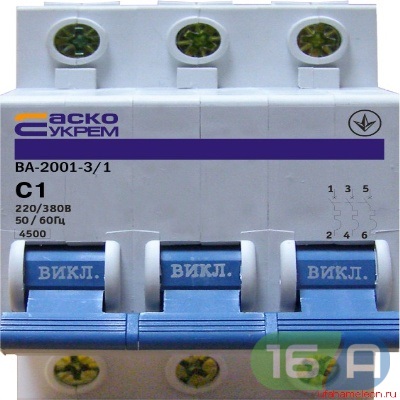 аско
УКРЕМ
ВА-2001-3/1
C1
220/380В
50/60Гц
4500
1 3 5
2 4 6
ВИКЛ. ВИКЛ. ВИКЛ.
16A